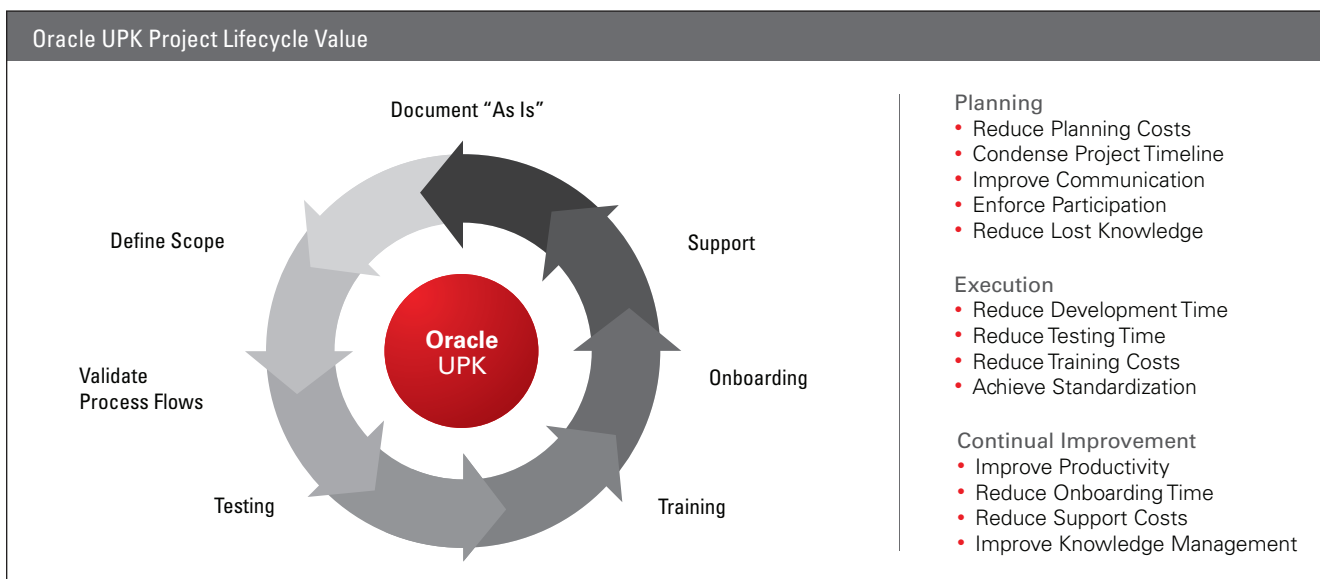 Oracle UPK Project Lifecycle Value
Document “As Is”
Define Scope
Validate
Process Flows
Testing
Training
Onboarding
Support
Oracle
UPK
Planning
• Reduce Planning Costs
• Condense Project Timeline
• Improve Communication
• Enforce Participation
• Reduce Lost Knowledge
Execution
• Reduce Development Time
• Reduce Testing Time
• Reduce Training Costs
• Achieve Standardization
Continual Improvement
• Improve Productivity
• Reduce Onboarding Time
• Reduce Support Costs
• Improve Knowledge Management